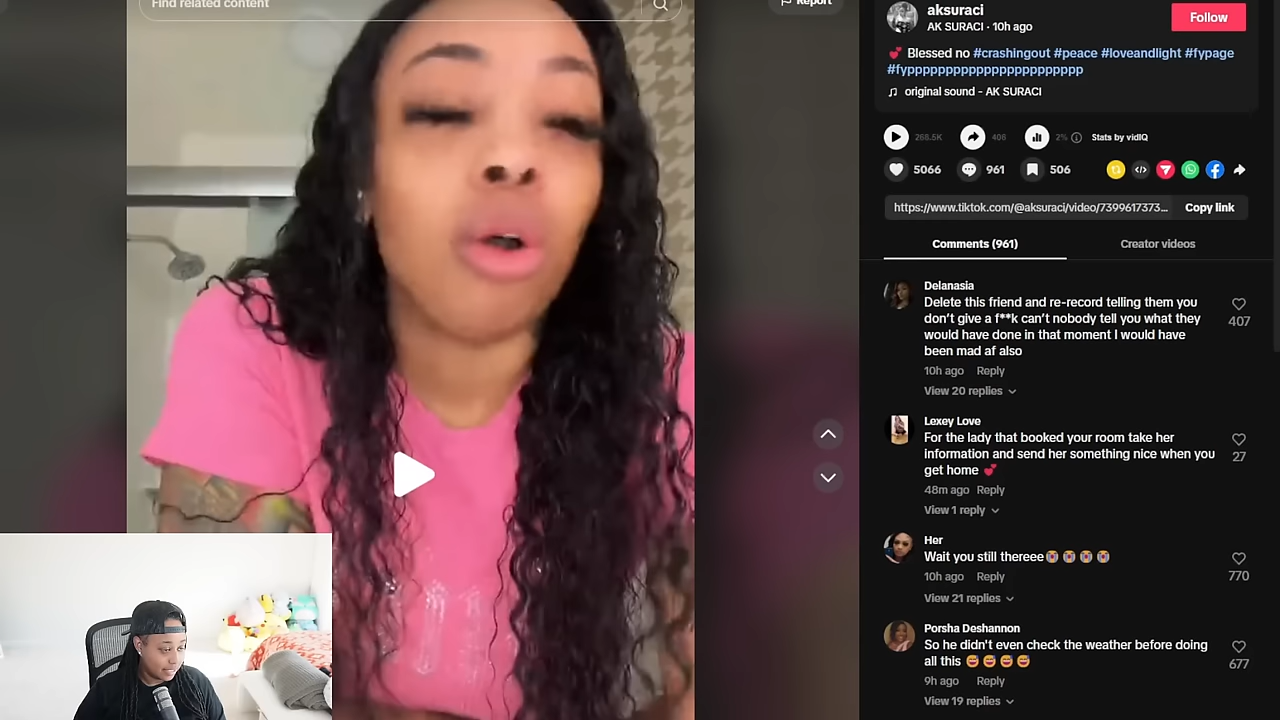 Find related content
Report
aksuraci
AK SURACI · 10h ago
Follow
💕 Blessed no #crashingout #peace #loveandlight #fypage
#fyppppppppppppppppppppppp
original sound - AK SURACI
268.5K
406
2%
Stats by vidIQ
5066
961
506
https://www.tiktok.com/@aksuraci/video/7399617373...
Copy link
Comments (961)
Creator videos
Delanasia
Delete this friend and re-record telling them you
don't give a f**k can't nobody tell you what they
would have done in that moment I would have
been mad af also
407
10h ago Reply
View 20 replies
Lexey Love
For the lady that booked your room take her
information and send her something nice when you
get home 💕
27
48m ago Reply
View 1 reply
Her
Wait you still thereee😭😭😭😭
770
10h ago Reply
View 21 replies
Porsha Deshannon
So he didn't even check the weather before doing
all this 😅😅😅😅
677
9h ago Reply
View 19 replies